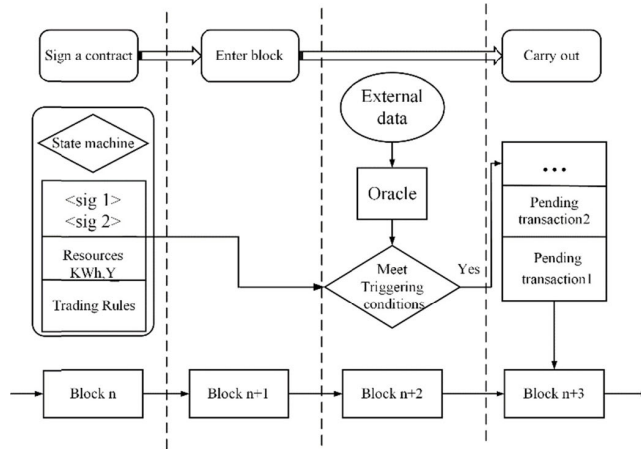 Sign a contract
Enter block
Carry out
State machine
<sig 1>
<sig 2>
Resources
KWh,Y
Trading Rules
External
data
Oracle
Meet
Triggering
conditions
Yes
...
Pending
transaction2
Pending
transaction1
Block n
Block n+1
Block n+2
Block n+3